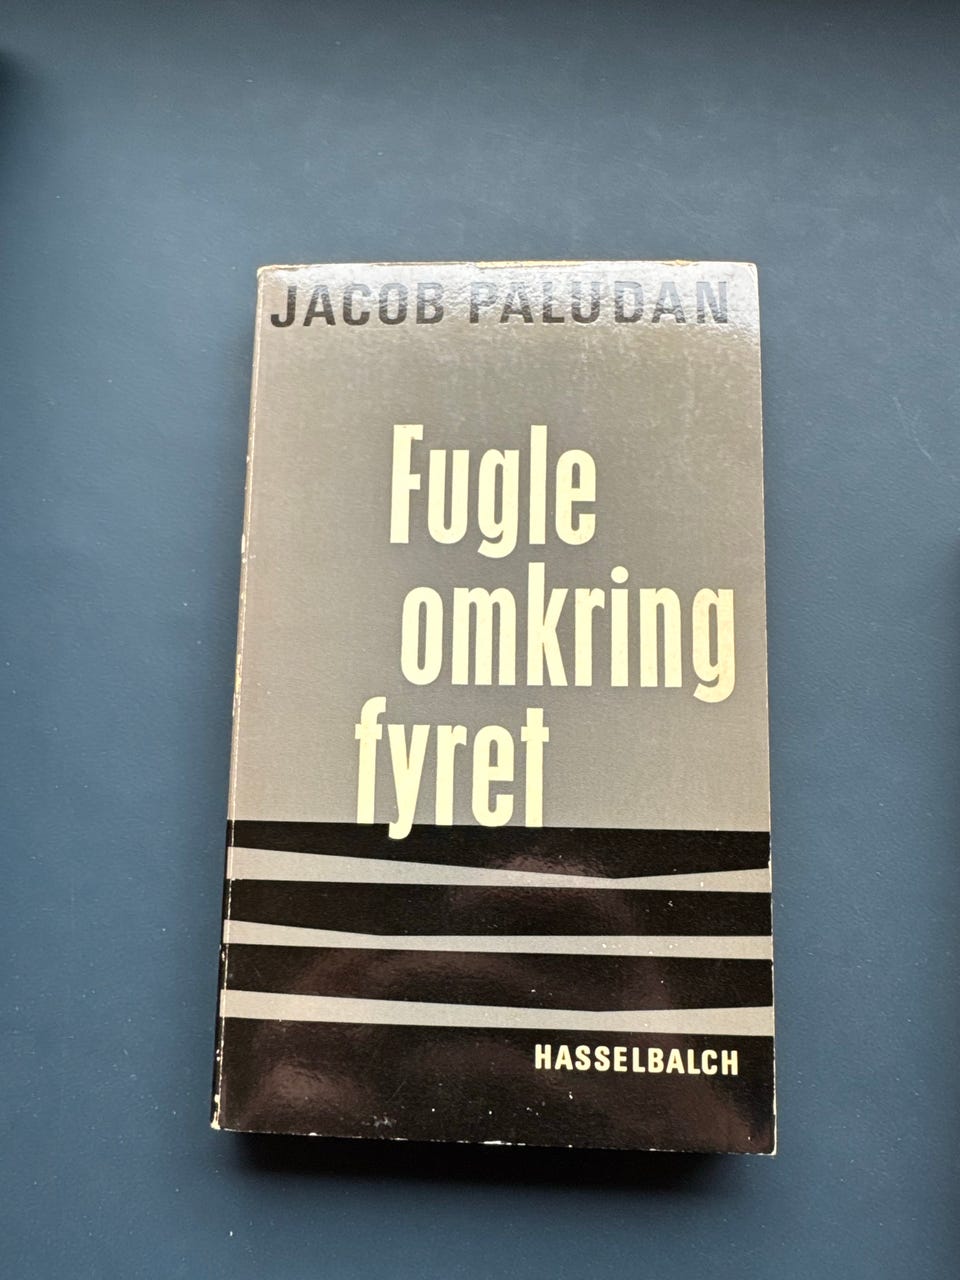 JACOB PALUDAN
Fugle
omkring
fyret
HASSELBALCH